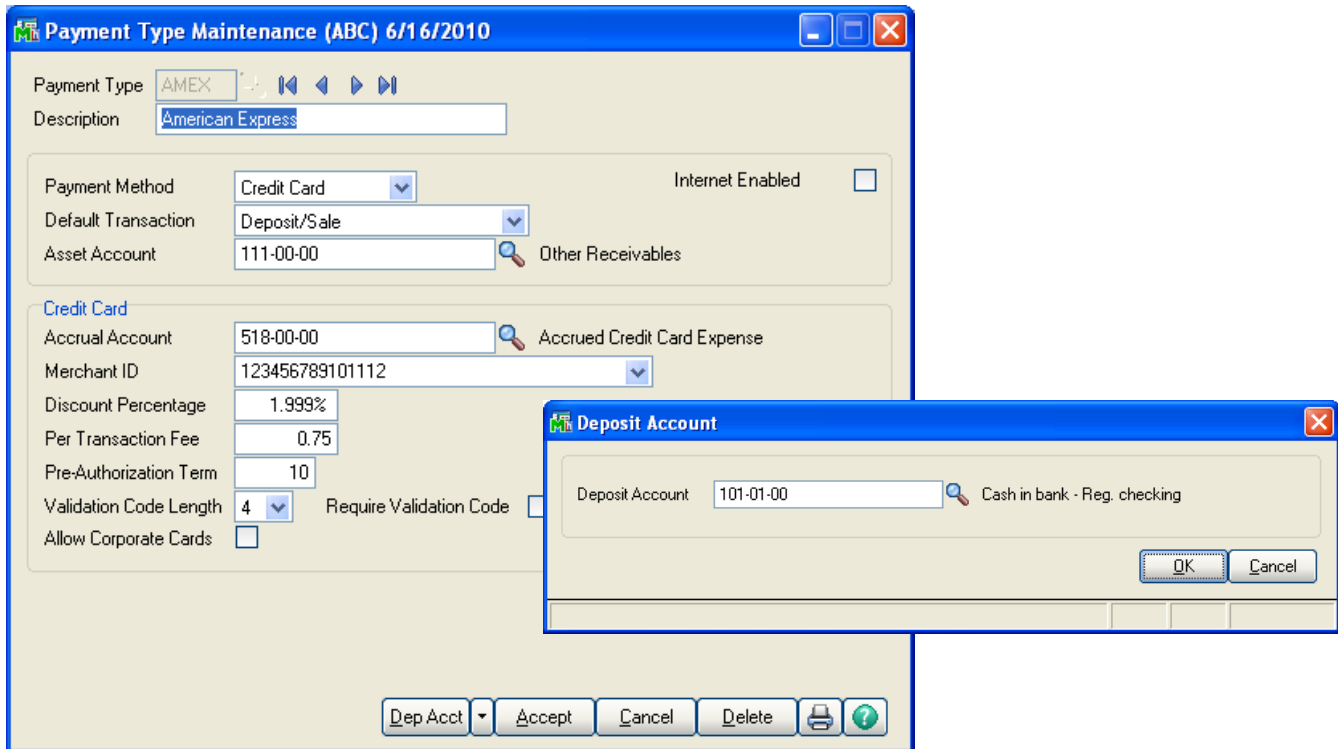 Payment Type Maintenance (ABC) 6/16/2010
Payment Type AMEX
Description American Express
Payment Method Credit Card Internet Enabled
Default Transaction Deposit/Sale
Asset Account 111-00-00 Other Receivables
Credit Card
Accrual Account 518-00-00 Accrued Credit Card Expense
Merchant ID 123456789101112
Discount Percentage 1.999%
Per Transaction Fee 0.75
Pre-Authorization Term 10
Validation Code Length 4 Require Validation Code
Allow Corporate Cards
Dep Acct Accept Cancel Delete
Deposit Account
Deposit Account 101-01-00 Cash in bank - Reg. checking
OK Cancel